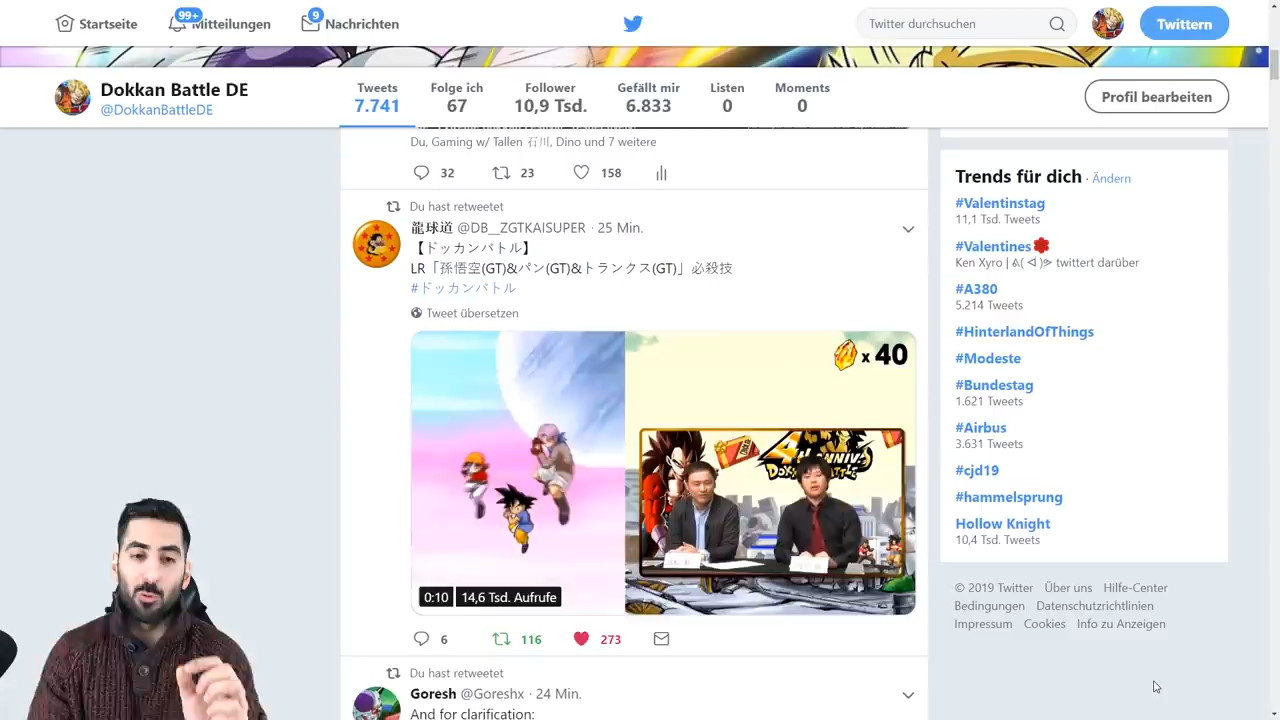 Startseite
99+
Mitteilungen
9
Nachrichten
Twitter durchsuchen
Twittern
Dokkan Battle DE
@DokkanBattleDE
Tweets
7.741
Folge ich
67
Follower
10,9 Tsd.
Gefällt mir
6.833
Listen
0
Moments
0
Profil bearbeiten
Du, Gaming w/ Tallen 石川, Dino und 7 weitere
32
23
158
Du hast retweetet
龍球道 @DB__ZGTKAISUPER · 25 Min.
【ドッカンバトル】
LR「孫悟空(GT)&パン(GT)&トランクス(GT)」必殺技
#ドッカンバトル
Tweet übersetzen
x 40
4th ANNIV
DOKKAN BATTLE
0:10
14,6 Tsd. Aufrufe
6
116
273
Du hast retweetet
Goresh @Goreshx · 24 Min.
And for clarification:
Trends für dich · Ändern
#Valentinstag
11,1 Tsd. Tweets
#Valentines
Ken Xyro | twittert darüber
#A380
5.214 Tweets
#HinterlandOfThings
#Modeste
#Bundestag
1.621 Tweets
#Airbus
3.631 Tweets
#cjd19
#hammelsprung
Hollow Knight
10,4 Tsd. Tweets
© 2019 Twitter Über uns Hilfe-Center
Bedingungen Datenschutzrichtlinien
Impressum Cookies Info zu Anzeigen